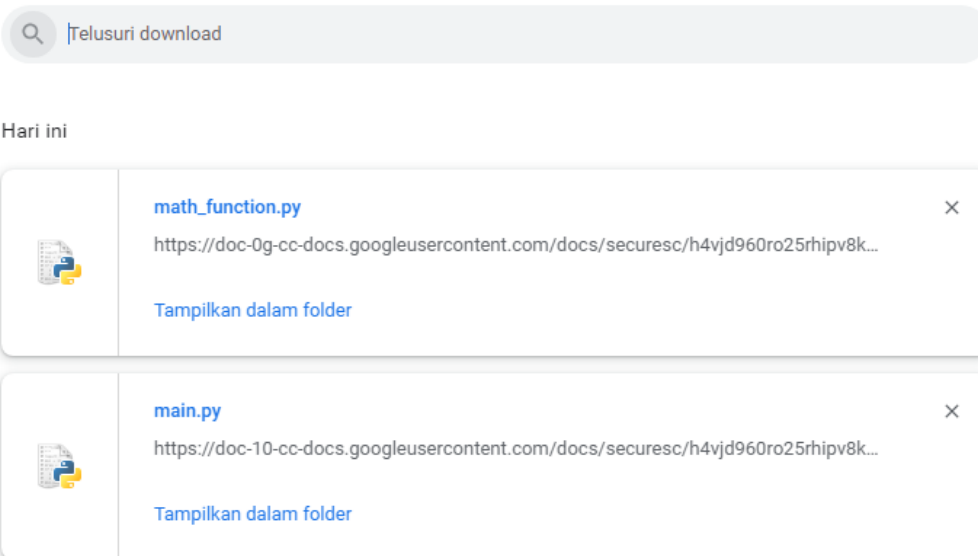 Telusuri download
Hari ini
math_function.py
https://doc-0g-cc-docs.googleusercontent.com/docs/securesc/h4vjd960ro25rhipv8k...
Tampilkan dalam folder
main.py
https://doc-10-cc-docs.googleusercontent.com/docs/securesc/h4vjd960ro25rhipv8k...
Tampilkan dalam folder